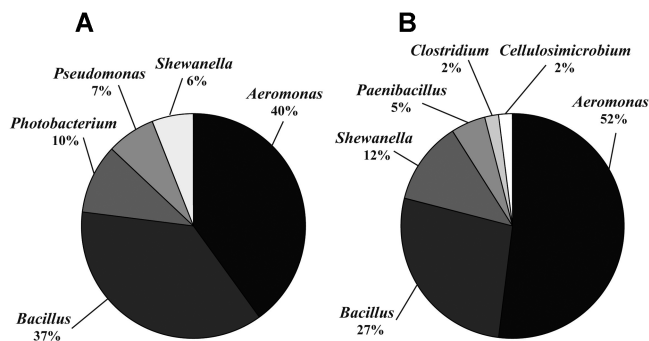 A
Shewanella
6%
Pseudomonas
7%
Aeromonas
40%
Photobacterium
10%
Bacillus
37%
B
Clostridium
2%
Cellulosimicrobium
2%
Paenibacillus
5%
Aeromonas
52%
Shewanella
12%
Bacillus
27%